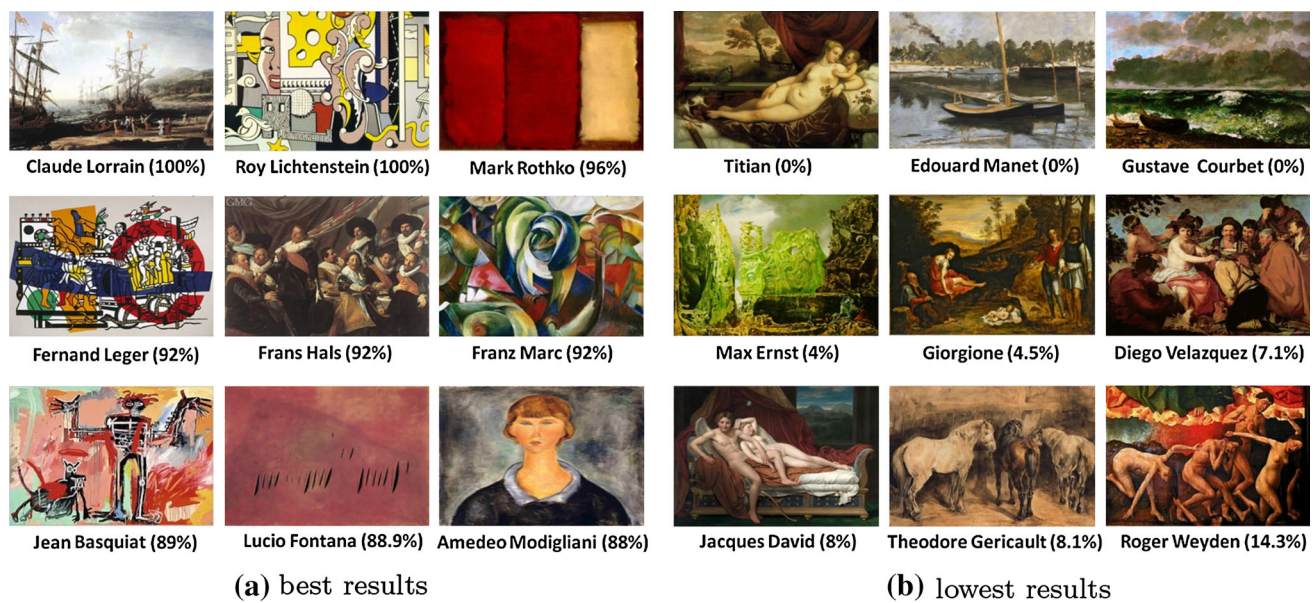 Claude Lorrain (100%) Roy Lichtenstein (100%) Mark Rothko (96%) Titian (0%) Edouard Manet (0%) Gustave Courbet (0%)
GMG
Fernand Leger (92%) Frans Hals (92%) Franz Marc (92%) Max Ernst (4%) Giorgione (4.5%) Diego Velazquez (7.1%)
Jean Basquiat (89%) Lucio Fontana (88.9%) Amedeo Modigliani (88%) Jacques David (8%) Theodore Gericault (8.1%) Roger Weyden (14.3%)
(a) best results (b) lowest results